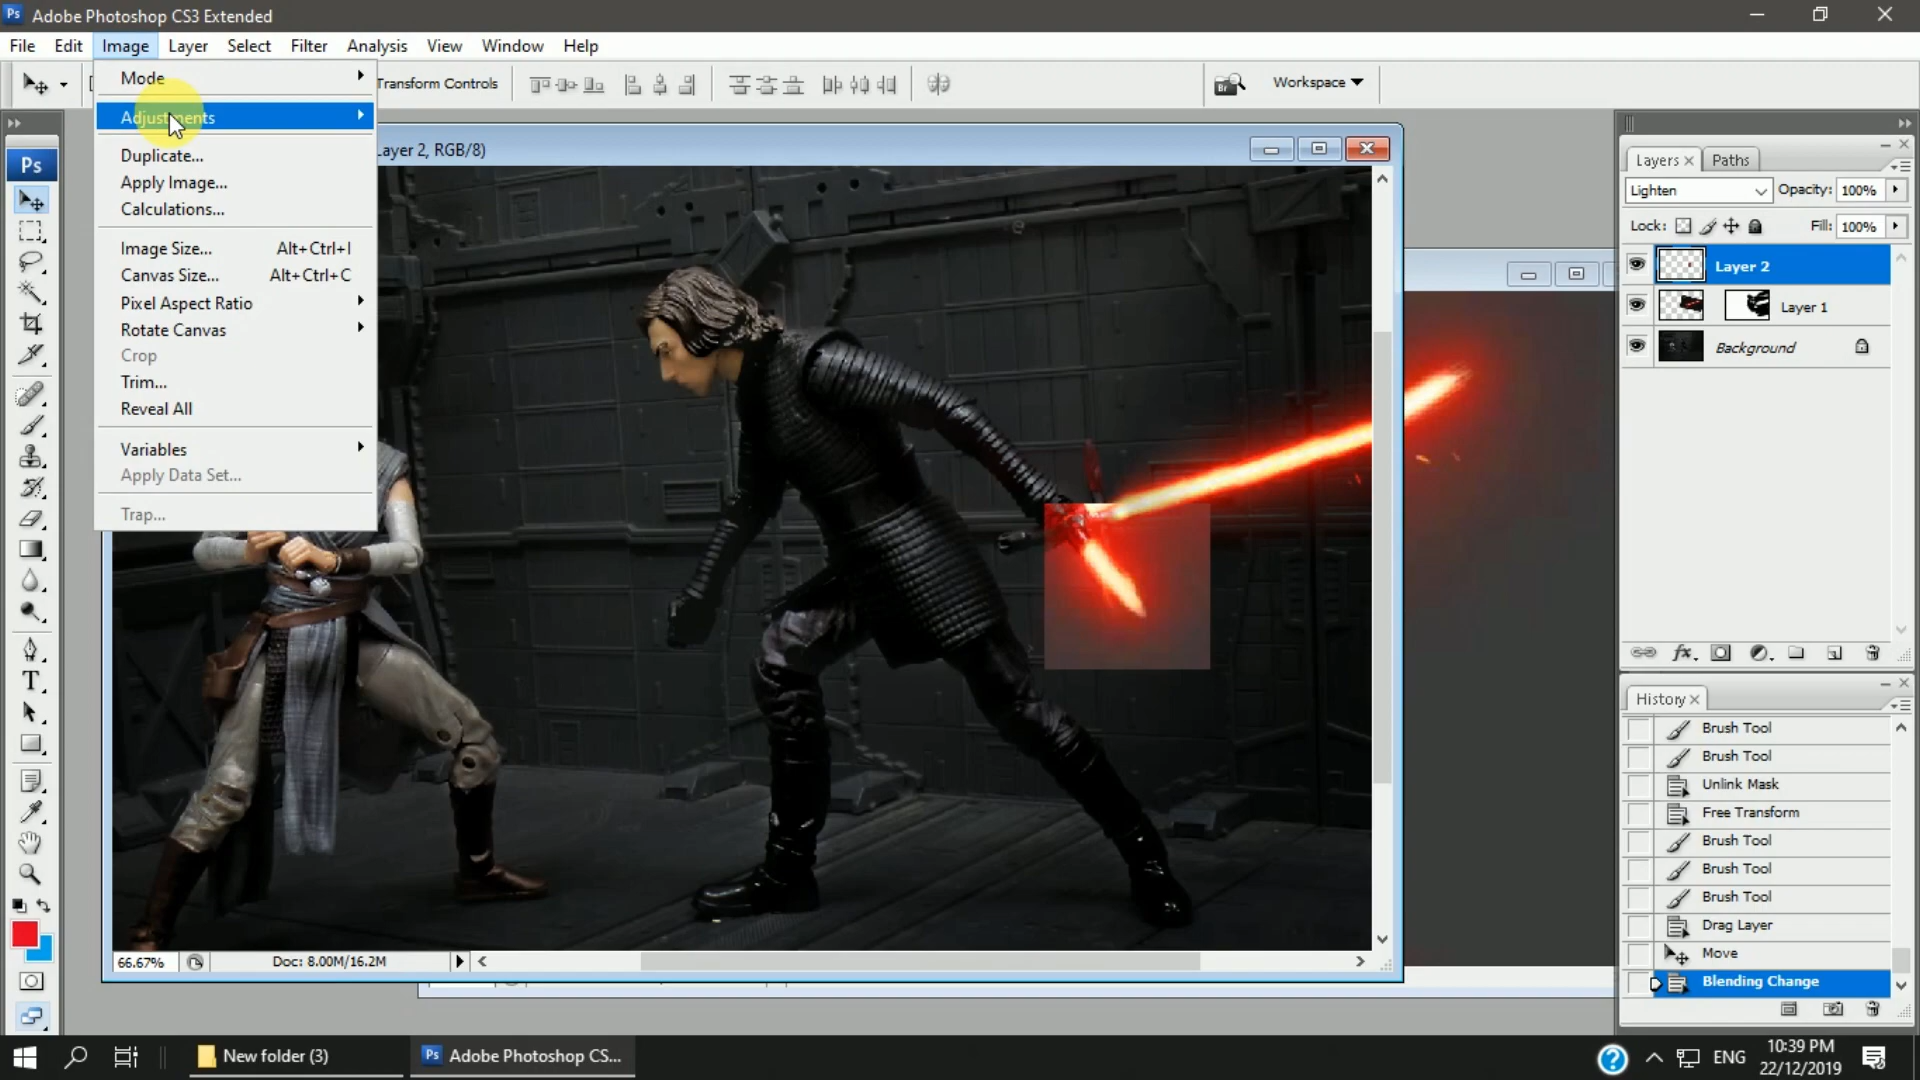 Ps Adobe Photoshop CS3 Extended
File Edit Image Layer Select Filter Analysis View Window Help
Transform Controls
Br
Workspace
Mode
Adjustments
Duplicate...
Apply Image...
Calculations...
Image Size... Alt+Ctrl+I
Canvas Size... Alt+Ctrl+C
Pixel Aspect Ratio
Rotate Canvas
Crop
Trim...
Reveal All
Variables
Apply Data Set...
Trap...
ayer 2, RGB/8)
Ps
T
66.67% Doc: 8.00M/16.2M
Layers Paths
Lighten Opacity: 100%
Lock: Fill: 100%
Layer 2
Layer 1
Background
fx.
History
Brush Tool
Brush Tool
Unlink Mask
Free Transform
Brush Tool
Brush Tool
Brush Tool
Drag Layer
Move
Blending Change
New folder (3)
Ps Adobe Photoshop CS...
? ENG 10:39 PM
22/12/2019